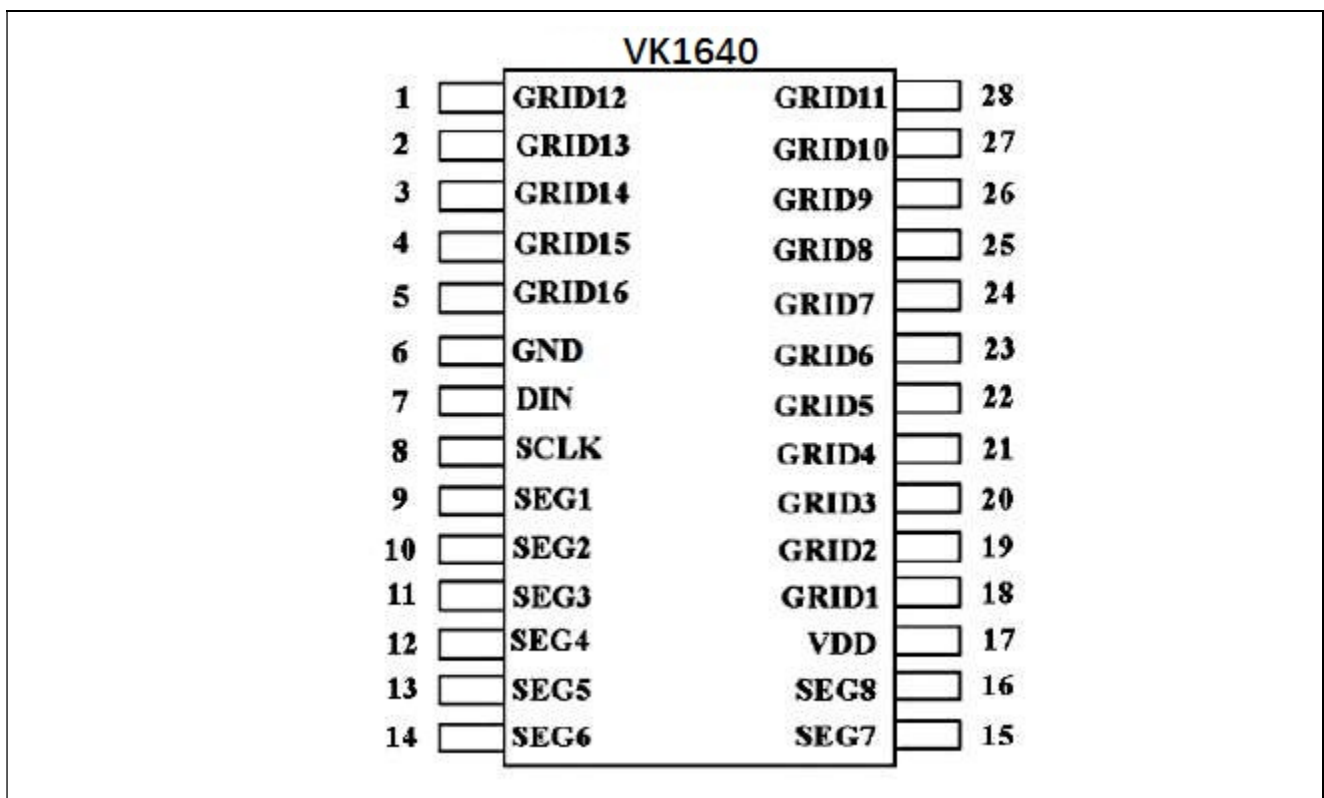 VK1640
1 GRID12 GRID11 28
2 GRID13 GRID10 27
3 GRID14 GRID9 26
4 GRID15 GRID8 25
5 GRID16 GRID7 24
6 GND GRID6 23
7 DIN GRID5 22
8 SCLK GRID4 21
9 SEG1 GRID3 20
10 SEG2 GRID2 19
11 SEG3 GRID1 18
12 SEG4 VDD 17
13 SEG5 SEG8 16
14 SEG6 SEG7 15